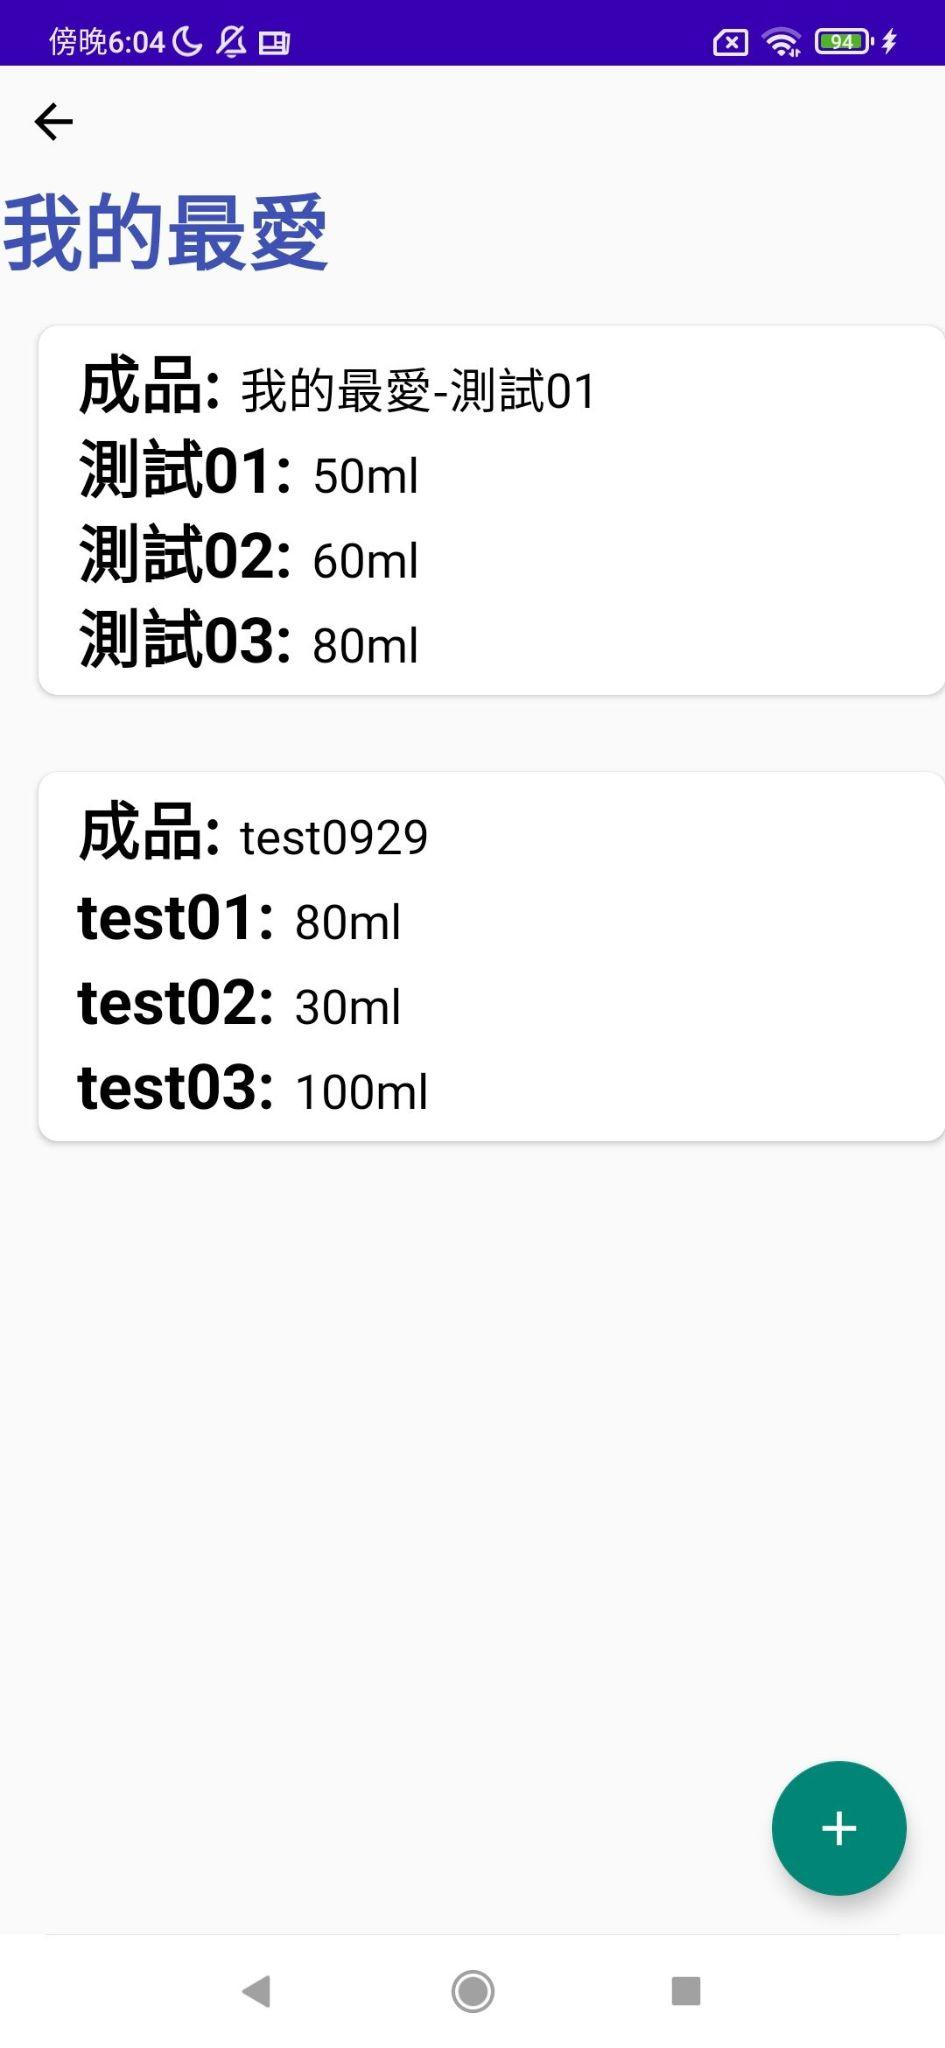 傍晚6:04 94
我的最愛
成品: 我的最愛-測試01
測試01: 50ml
測試02: 60ml
測試03: 80ml
成品: test0929
test01: 80ml
test02: 30ml
test03: 100ml